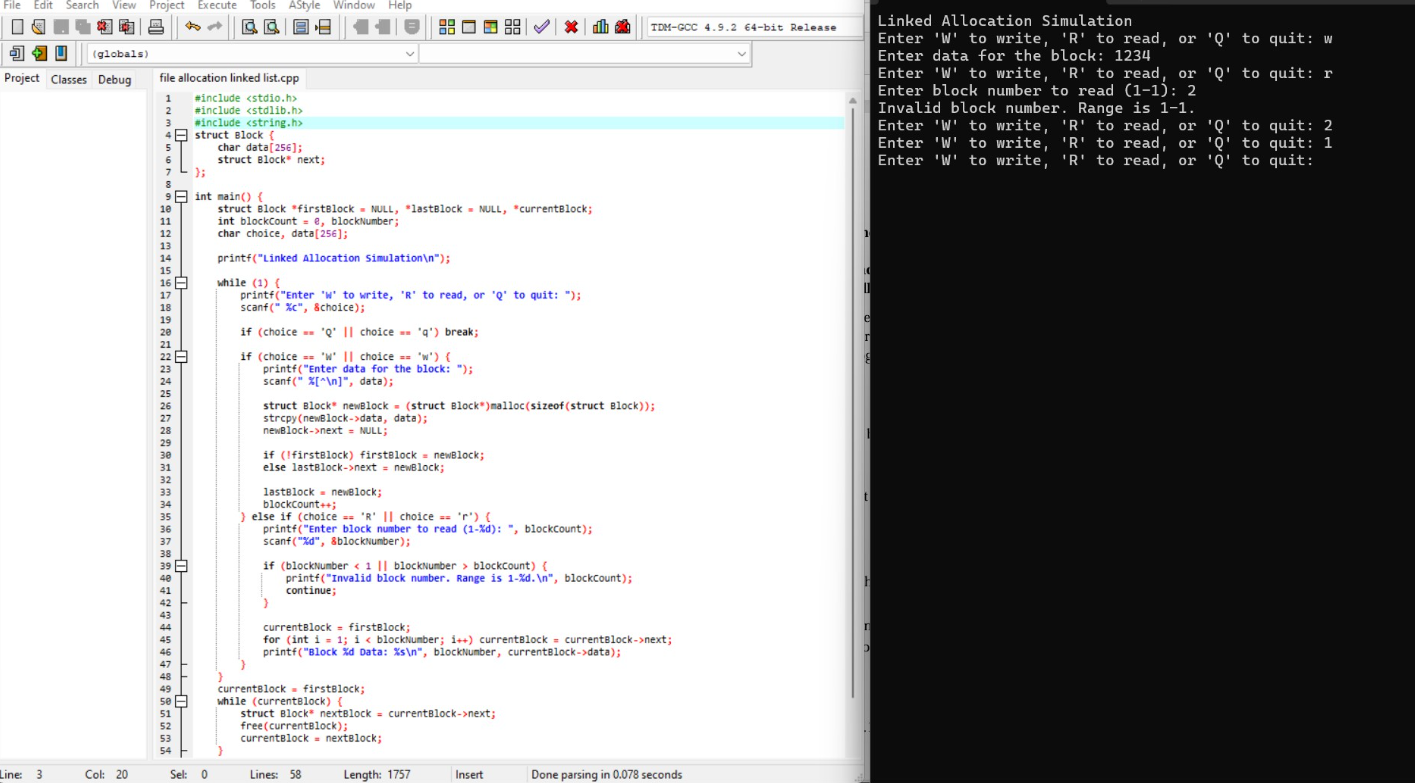 File Edit Search View Project Execute Tools AStyle Window Help
TDM-GCC 4.9.2 64-bit Release
(globals)
Project Classes Debug
file allocation linked list.cpp
1 #include <stdio.h>
2 #include <stdlib.h>
3 #include <string.h>
4 struct Block {
5 char data[256];
6 struct Block* next;
7 };
8
9 int main() {
10 struct Block *firstBlock = NULL, *lastBlock = NULL, *currentBlock;
11 int blockCount = 0, blockNumber;
12 char choice, data[256];
13
14 printf("Linked Allocation Simulation\n");
15
16 while (1) {
17 printf("Enter 'W' to write, 'R' to read, or 'Q' to quit: ");
18 scanf(" %c", &choice);
19
20 if (choice == 'Q' || choice == 'q') break;
21
22 if (choice == 'W' || choice == 'w') {
23 printf("Enter data for the block: ");
24 scanf(" %[^\n]", data);
25
26 struct Block* newBlock = (struct Block*)malloc(sizeof(struct Block));
27 strcpy(newBlock->data, data);
28 newBlock->next = NULL;
29
30 if (!firstBlock) firstBlock = newBlock;
31 else lastBlock->next = newBlock;
32
33 lastBlock = newBlock;
34 blockCount++;
35 } else if (choice == 'R' || choice == 'r') {
36 printf("Enter block number to read (1-%d): ", blockCount);
37 scanf("%d", &blockNumber);
38
39 if (blockNumber < 1 || blockNumber > blockCount) {
40 printf("Invalid block number. Range is 1-%d.\n", blockCount);
41 continue;
42 }
43
44 currentBlock = firstBlock;
45 for (int i = 1; i < blockNumber; i++) currentBlock = currentBlock->next;
46 printf("Block %d Data: %s\n", blockNumber, currentBlock->data);
47 }
48 }
49 currentBlock = firstBlock;
50 while (currentBlock) {
51 struct Block* nextBlock = currentBlock->next;
52 free(currentBlock);
53 currentBlock = nextBlock;
54 }
Line: 3 Col: 20 Sel: 0 Lines: 58 Length: 1757 Insert Done parsing in 0.078 seconds
Linked Allocation Simulation
Enter 'W' to write, 'R' to read, or 'Q' to quit: w
Enter data for the block: 1234
Enter 'W' to write, 'R' to read, or 'Q' to quit: r
Enter block number to read (1-1): 2
Invalid block number. Range is 1-1.
Enter 'W' to write, 'R' to read, or 'Q' to quit: 2
Enter 'W' to write, 'R' to read, or 'Q' to quit: 1
Enter 'W' to write, 'R' to read, or 'Q' to quit: